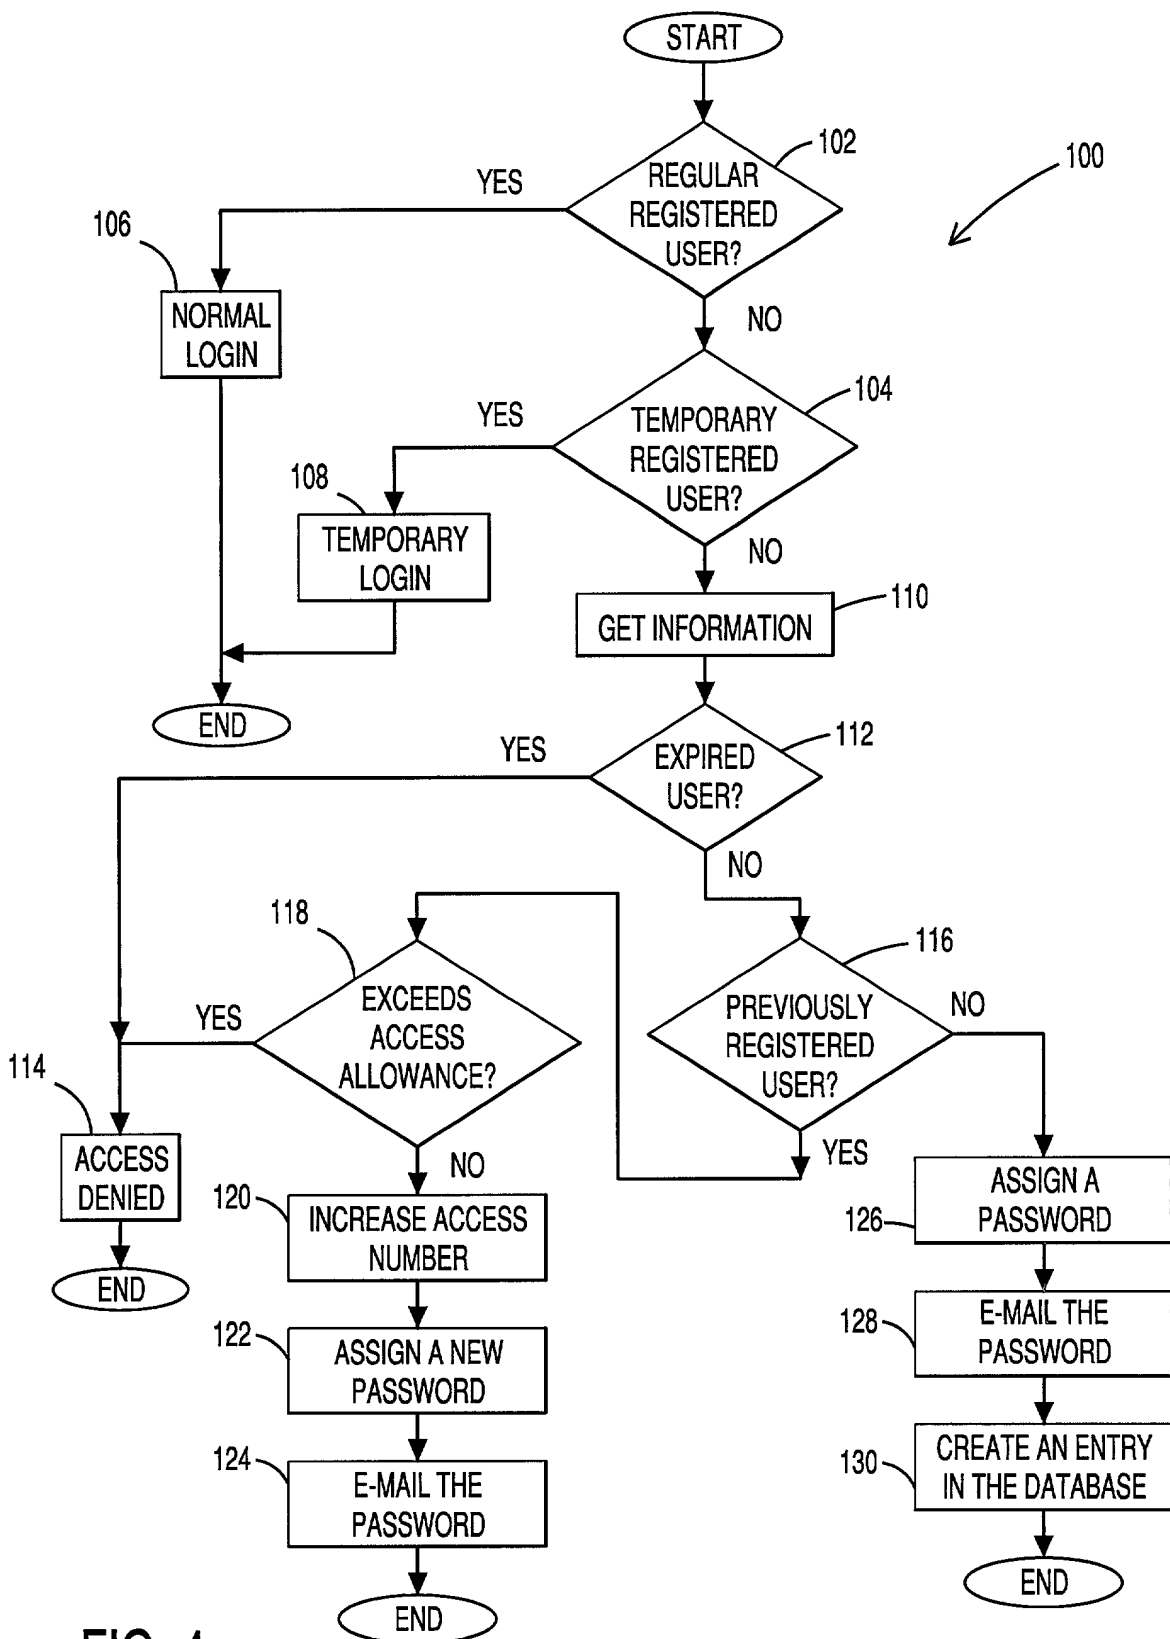 START
102
100
REGULAR
REGISTERED
USER?
YES
106
NORMAL
LOGIN
NO
104
TEMPORARY
REGISTERED
USER?
YES
108
TEMPORARY
LOGIN
NO
110
GET INFORMATION
END
112
EXPIRED
USER?
YES
NO
118
116
EXCEEDS
ACCESS
ALLOWANCE?
YES
PREVIOUSLY
REGISTERED
USER?
NO
114
ACCESS
DENIED
END
NO
YES
120
INCREASE ACCESS
NUMBER
122
ASSIGN A NEW
PASSWORD
124
E-MAIL THE
PASSWORD
END
ASSIGN A
PASSWORD
126
E-MAIL THE
PASSWORD
128
CREATE AN ENTRY
IN THE DATABASE
130
END